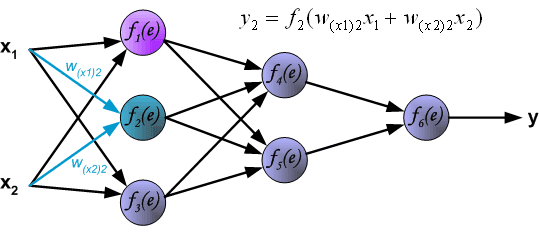 y₂ = f₂(w₍ₓ₁₎₂x₁ + w₍ₓ₂₎₂x₂)
f₁(e)
x₁
w₍ₓ₁₎₂
f₄(e)
f₂(e)
f₆(e)
y
w₍ₓ₂₎₂
f₅(e)
x₂
f₃(e)